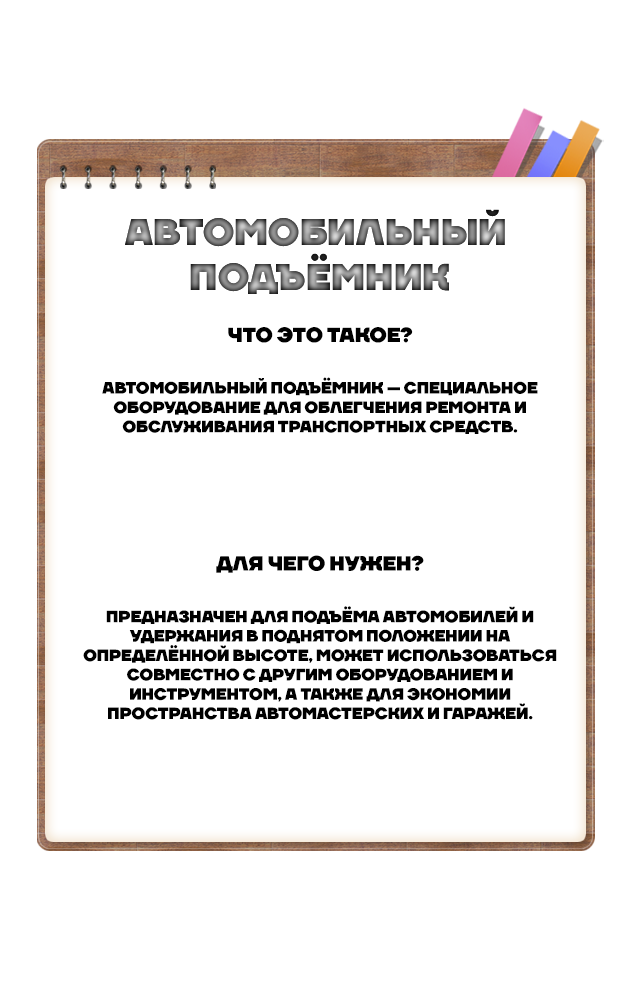 АВТОМОБИЛЬНЫЙ
ПОДЪЁМНИК
ЧТО ЭТО ТАКОЕ?
АВТОМОБИЛЬНЫЙ ПОДЪЁМНИК — СПЕЦИАЛЬНОЕ
ОБОРУДОВАНИЕ ДЛЯ ОБЛЕГЧЕНИЯ РЕМОНТА И
ОБСЛУЖИВАНИЯ ТРАНСПОРТНЫХ СРЕДСТВ.
ДЛЯ ЧЕГО НУЖЕН?
ПРЕДНАЗНАЧЕН ДЛЯ ПОДЪЁМА АВТОМОБИЛЕЙ И
УДЕРЖАНИЯ В ПОДНЯТОМ ПОЛОЖЕНИИ НА
ОПРЕДЕЛЁННОЙ ВЫСОТЕ, МОЖЕТ ИСПОЛЬЗОВАТЬСЯ
СОВМЕСТНО С ДРУГИМ ОБОРУДОВАНИЕМ И
ИНСТРУМЕНТОМ, А ТАКЖЕ ДЛЯ ЭКОНОМИИ
ПРОСТРАНСТВА АВТОМАСТЕРСКИХ И ГАРАЖЕЙ.